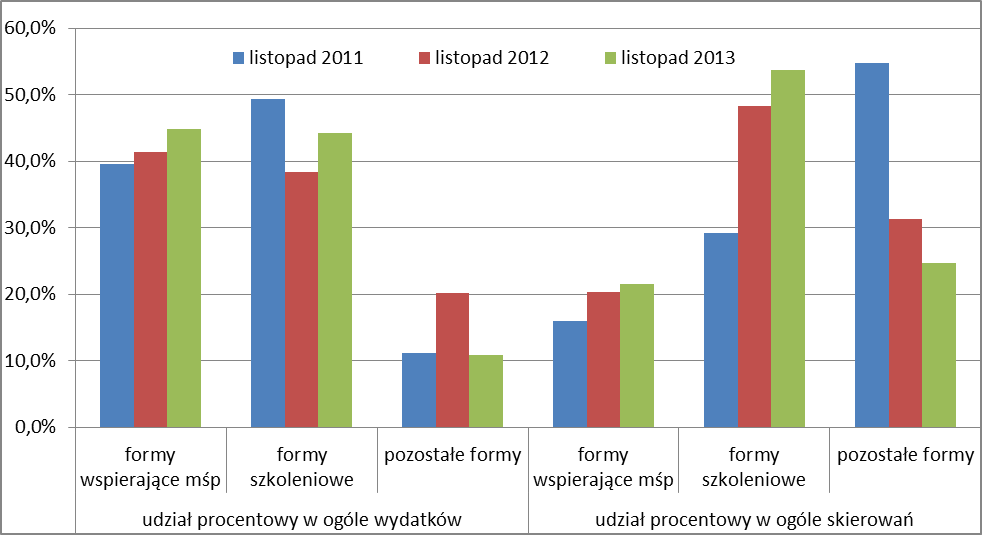 60,0%
listopad 2011 listopad 2012 listopad 2013
50,0%
40,0%
30,0%
20,0%
10,0%
0,0%
formy formy pozostałe formy formy formy pozostałe formy
wspierające mśp szkoleniowe wspierające mśp szkoleniowe
udział procentowy w ogóle wydatków udział procentowy w ogóle skierowań